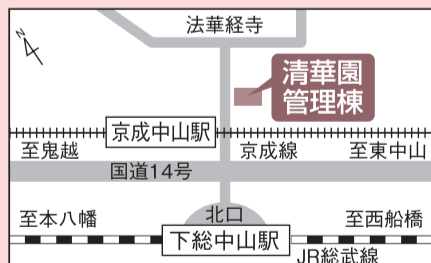 法華経寺
N
清華園
管理棟
京成中山駅
至鬼越
京成線
至東中山
国道14号
至本八幡
北口
至西船橋
下総中山駅
JR総武線